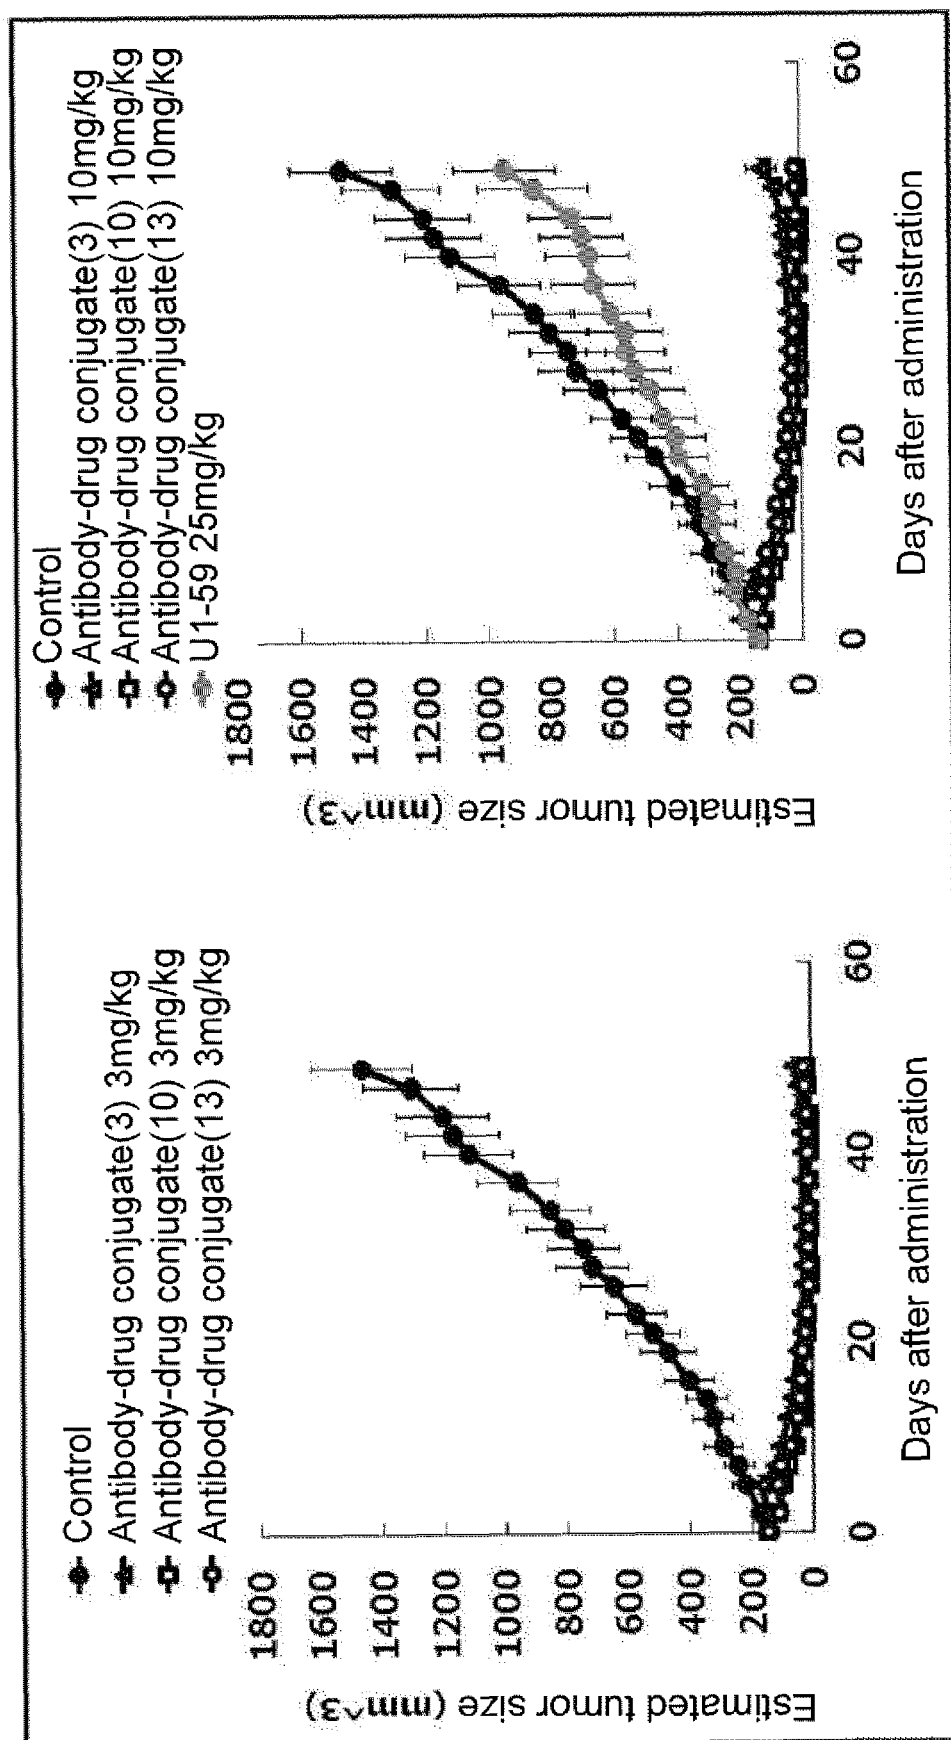 Control
Antibody-drug conjugate(3) 3mg/kg
Antibody-drug conjugate(10) 3mg/kg
Antibody-drug conjugate(13) 3mg/kg
Estimated tumor size (mm^3)
1800
1600
1400
1200
1000
800
600
400
200
0
0 20 40 60
Days after administration
Control
Antibody-drug conjugate(3) 10mg/kg
Antibody-drug conjugate(10) 10mg/kg
Antibody-drug conjugate(13) 10mg/kg
U1-59 25mg/kg
Estimated tumor size (mm^3)
1800
1600
1400
1200
1000
800
600
400
200
0
0 20 40 60
Days after administration